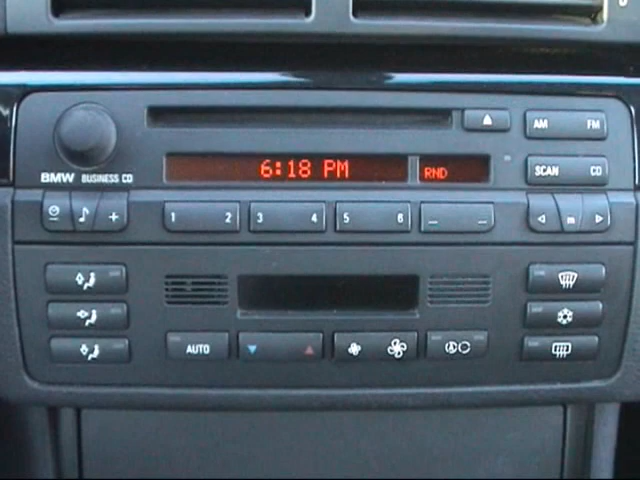 AM FM
6:18 PM RND
SCAN CD
BMW BUSINESS CD
+ 1 2 3 4 5 6 — — m
AUTO